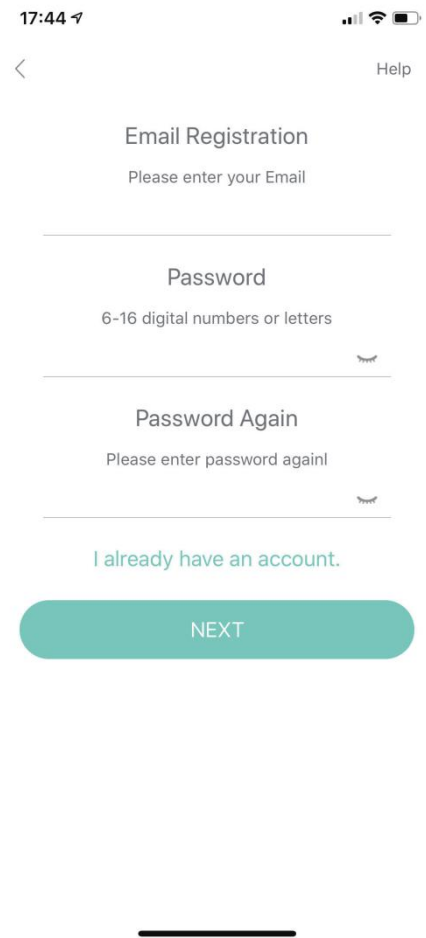 17:44
Help
Email Registration
Please enter your Email
Password
6-16 digital numbers or letters
Password Again
Please enter password againl
I already have an account.
NEXT